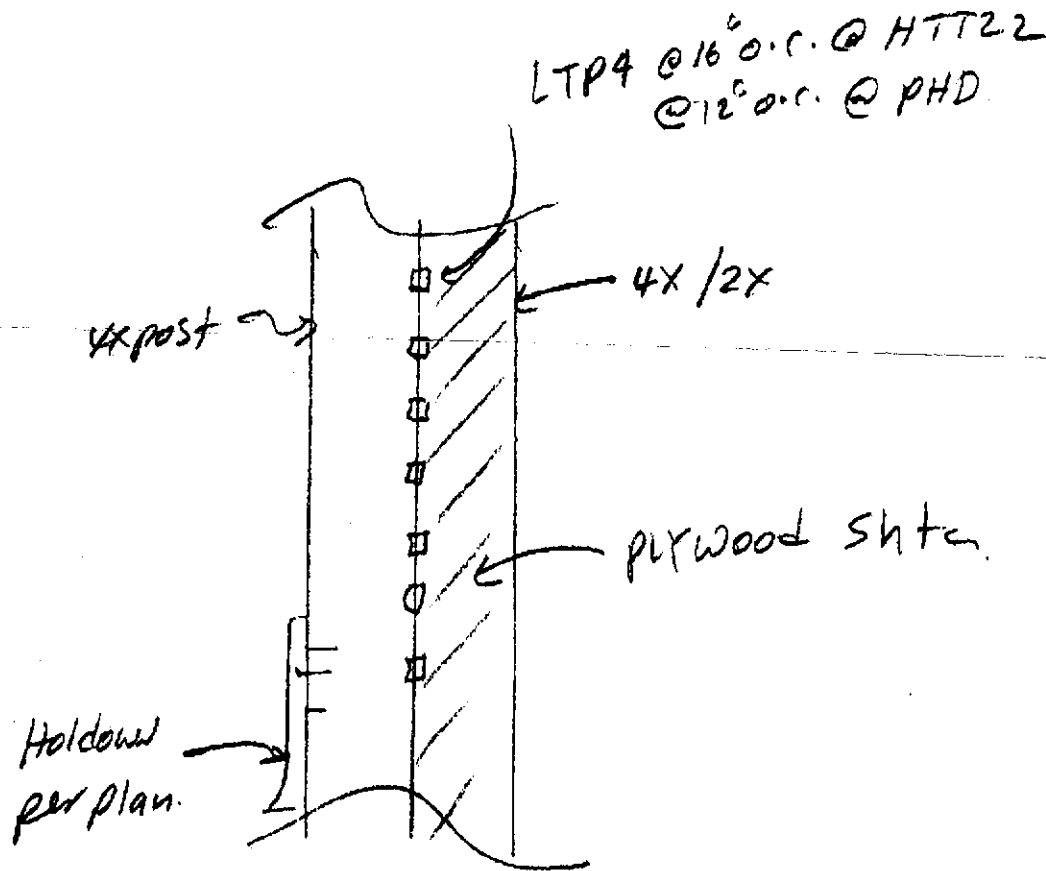 LTP4 @ 16" o.c. @ HTT22
@ 12" o.c. @ PHD
4x post
4X/2X
plywood Shtg.
Holdown
per plan.